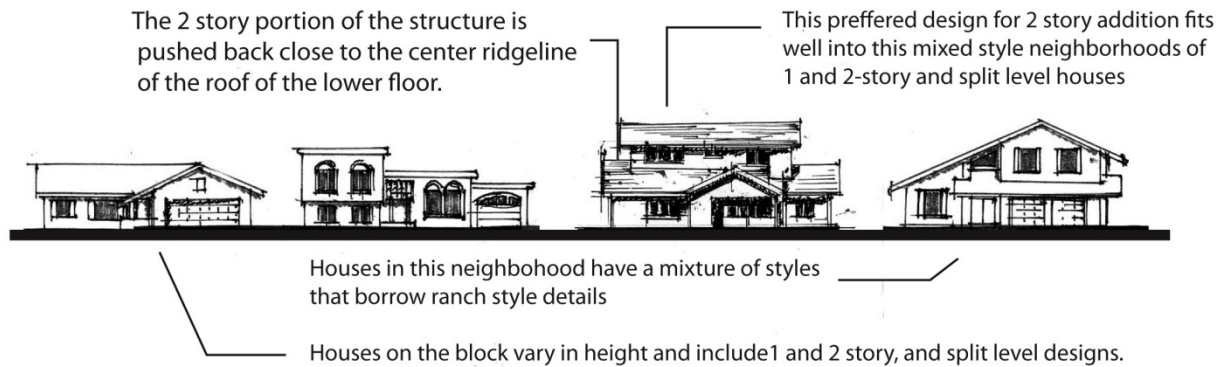 The 2 story portion of the structure is
pushed back close to the center ridgeline
of the roof of the lower floor.
This preffered design for 2 story addition fits
well into this mixed style neighborhoods of
1 and 2-story and split level houses
Houses in this neighbohood have a mixture of styles
that borrow ranch style details
Houses on the block vary in height and include1 and 2 story, and split level designs.